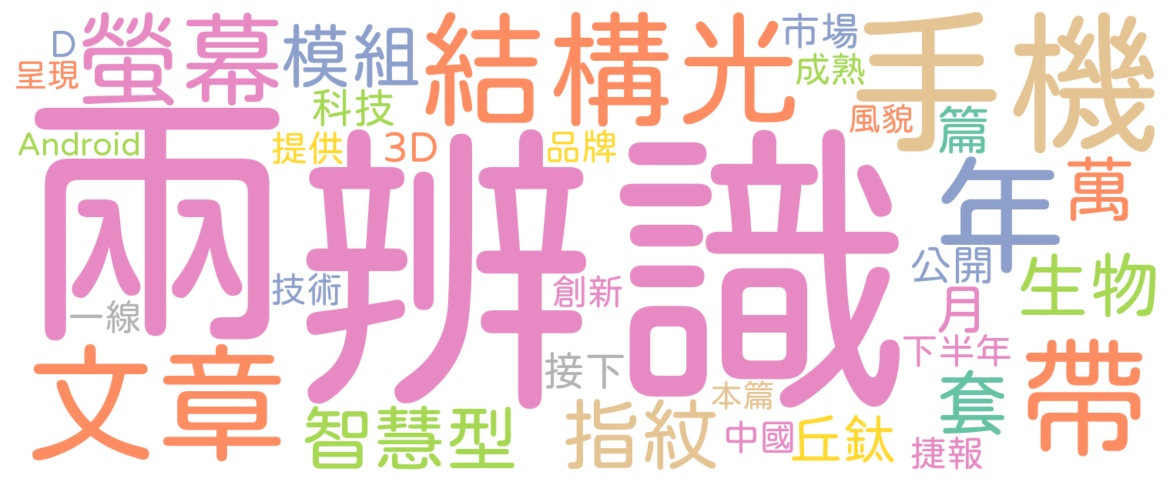 D
螢幕
模組
結構光
市場
手機
呈現
科技
成熟
兩
Android
提供
3D
品牌
風貌
篇
辨識
年
萬
一線
技術
創新
公開
生物
月
文章
接下
下半年
帶
智慧型
指紋
本篇
套
中國
丘鈦
捷報